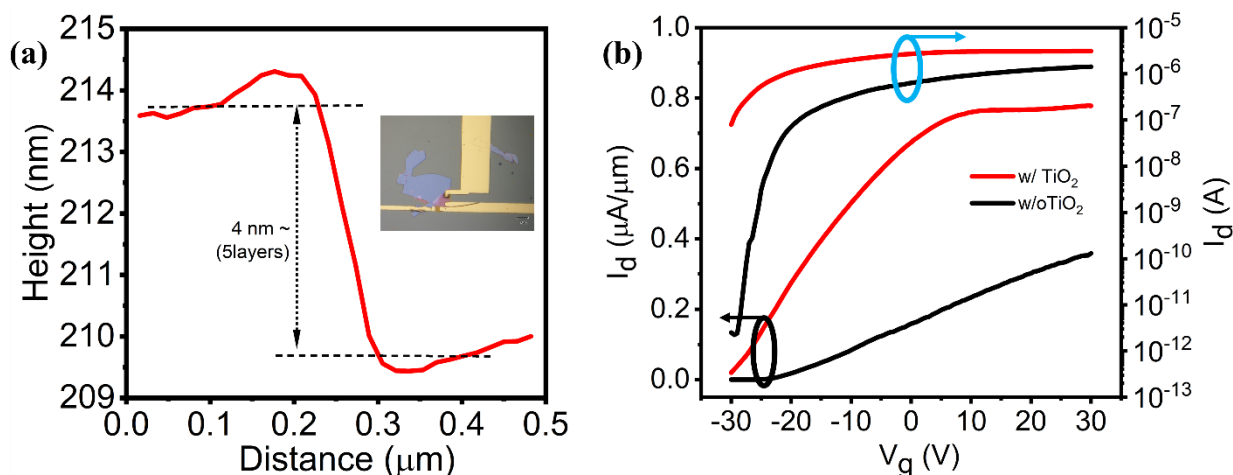 (a)
215
214
213
212
211
210
209
Height (nm)
4 nm ~
(5layers)
0.0 0.1 0.2 0.3 0.4 0.5
Distance (μm)
(b)
1.0
0.8
0.6
0.4
0.2
0.0
I_d (μA/μm)
w/ TiO₂
w/oTiO₂
10⁻⁵
10⁻⁶
10⁻⁷
10⁻⁸
10⁻⁹
10⁻¹⁰
10⁻¹¹
10⁻¹²
10⁻¹³
I_d (A)
-30 -20 -10 0 10 20 30
V_g (V)